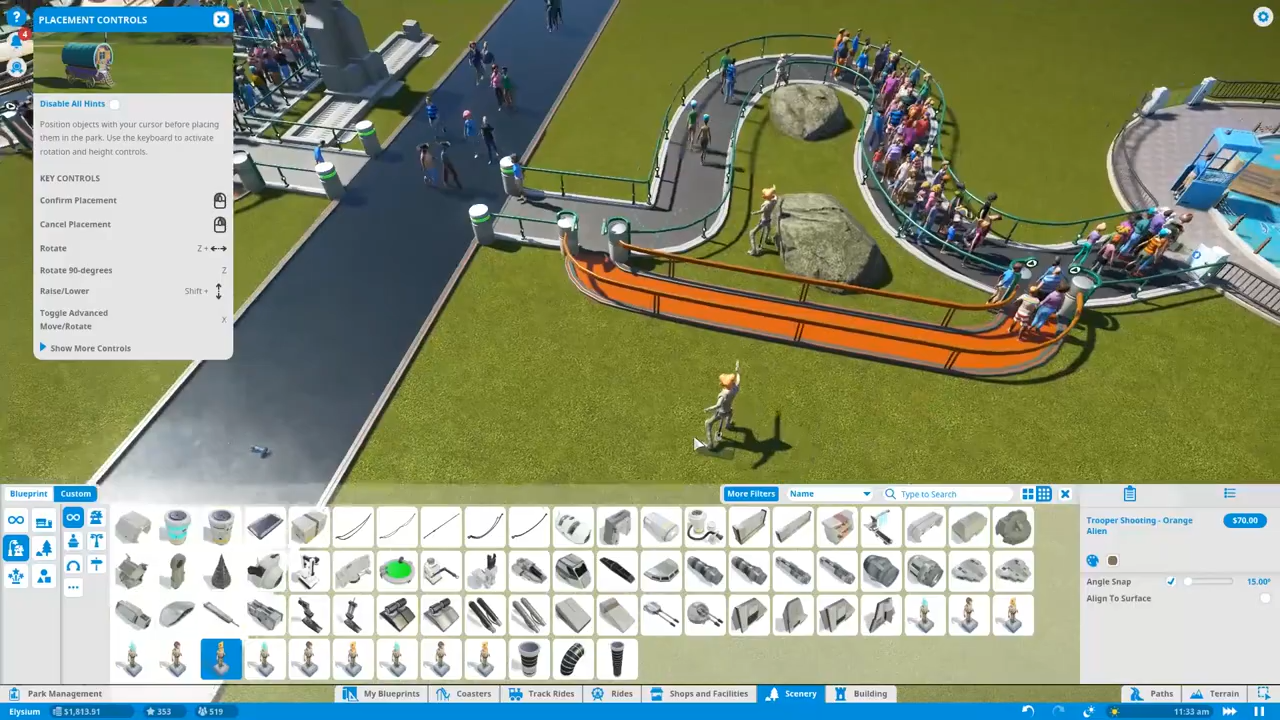 ?
PLACEMENT CONTROLS
4
Disable All Hints
Position objects with your cursor before placing
them in the park. Use the keyboard to activate
rotation and height controls.
KEY CONTROLS
Confirm Placement
Cancel Placement
Rotate Z +
Rotate 90-degrees Z
Raise/Lower Shift +
Toggle Advanced
Move/Rotate X
Show More Controls
Blueprint Custom More Filters Name Type to Search
Trooper Shooting - Orange
Alien $70.00
Angle Snap 15.00°
Align To Surface
Park Management My Blueprints Coasters Track Rides Rides Shops and Facilities Scenery Building Paths Terrain
Elysium $1,813.91 353 519 11:33 am